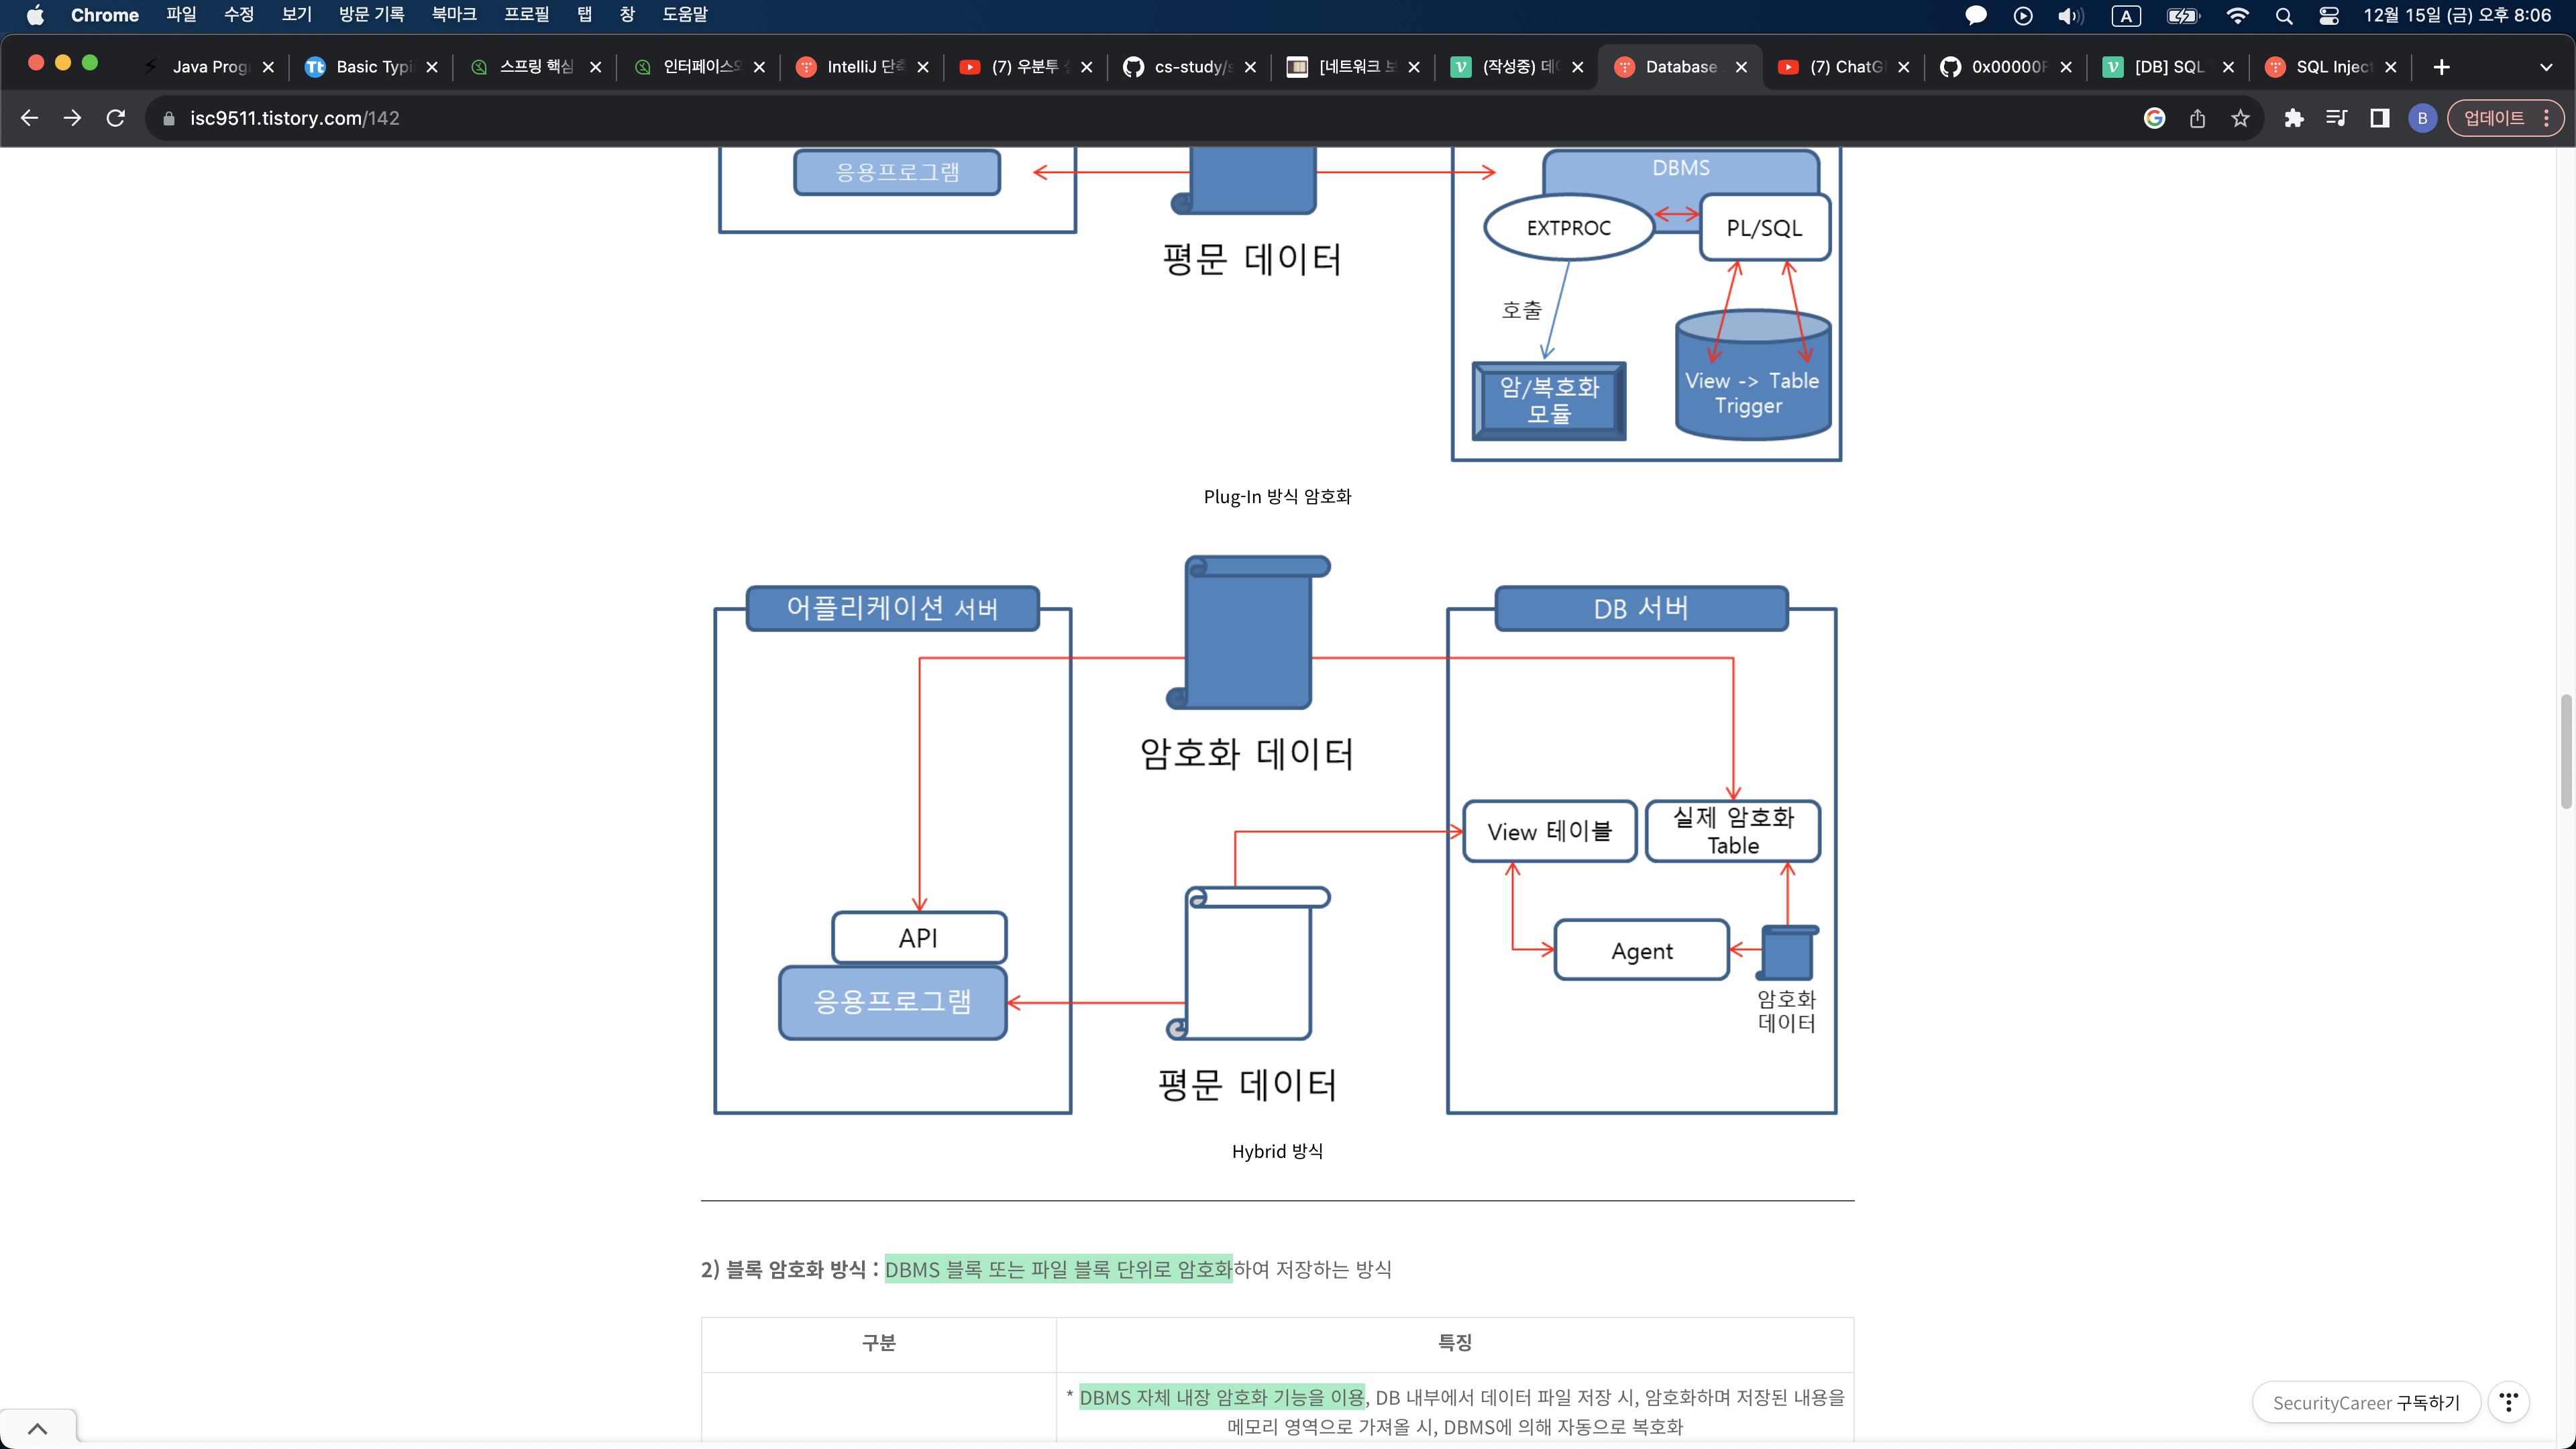 Chrome 파일 수정 보기 방문 기록 북마크 프로필 탭 창 도움말 A 12월 15일 (금) 오후 8:06
Java Prog Tt Basic Typi 스프링 핵심 인터페이스 IntelliJ 단축 (7) 우분투 cs-study/s [네트워크 보 (작성중) 데 Database (7) ChatG 0x00000F [DB] SQL SQL Inject
isc9511.tistory.com/142 B 업데이트
응용프로그램
DBMS
EXTPROC
PL/SQL
평문 데이터
호출
암/복호화
모듈
View -> Table
Trigger
Plug-In 방식 암호화
어플리케이션 서버
DB 서버
암호화 데이터
View 테이블
실제 암호화
Table
API
응용프로그램
Agent
암호화
데이터
평문 데이터
Hybrid 방식
2) 블록 암호화 방식 : DBMS 블록 또는 파일 블록 단위로 암호화하여 저장하는 방식
구분 특징
* DBMS 자체 내장 암호화 기능을 이용, DB 내부에서 데이터 파일 저장 시, 암호화하며 저장된 내용을
메모리 영역으로 가져올 시, DBMS에 의해 자동으로 복호화
SecurityCareer 구독하기